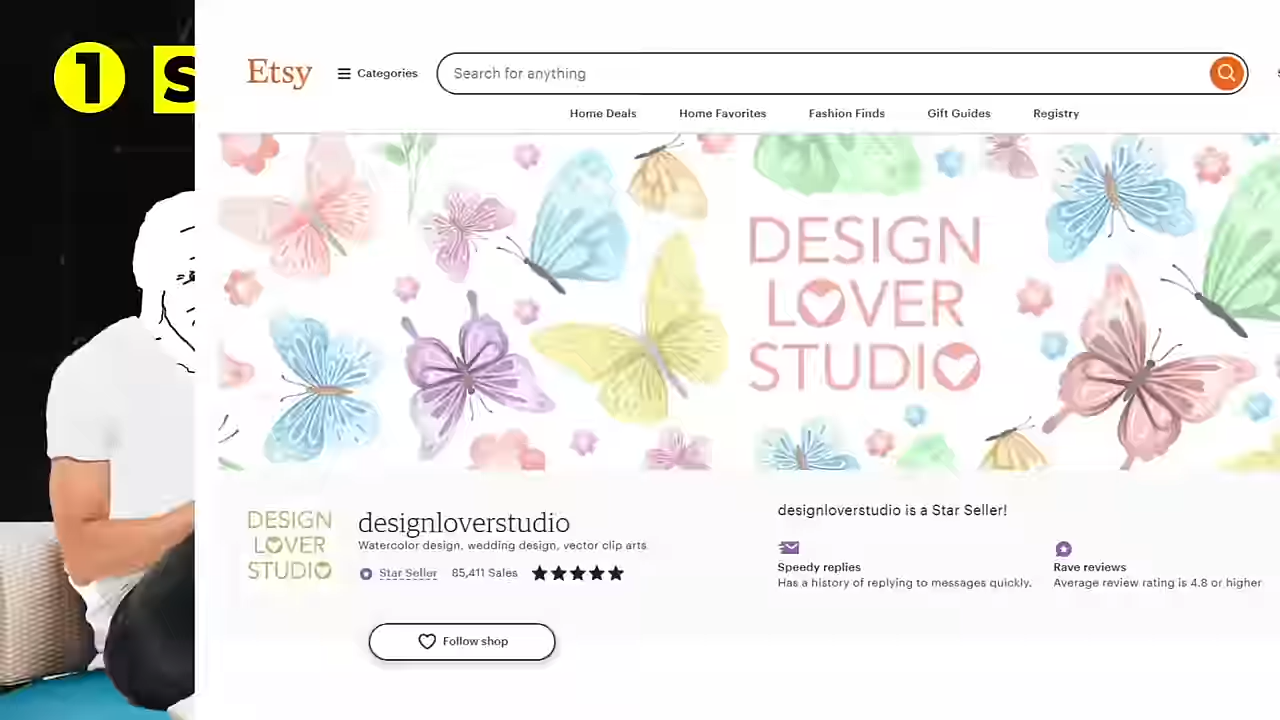 1 S
Etsy
Categories
Search for anything
Home Deals
Home Favorites
Fashion Finds
Gift Guides
Registry
DESIGN
LOVER
STUDIO
DESIGN
LOVER
STUDIO
designloverstudio
Watercolor design, wedding design, vector clip arts
Star Seller
85,411 Sales
Follow shop
designloverstudio is a Star Seller!
Speedy replies
Has a history of replying to messages quickly.
Rave reviews
Average review rating is 4.8 or higher